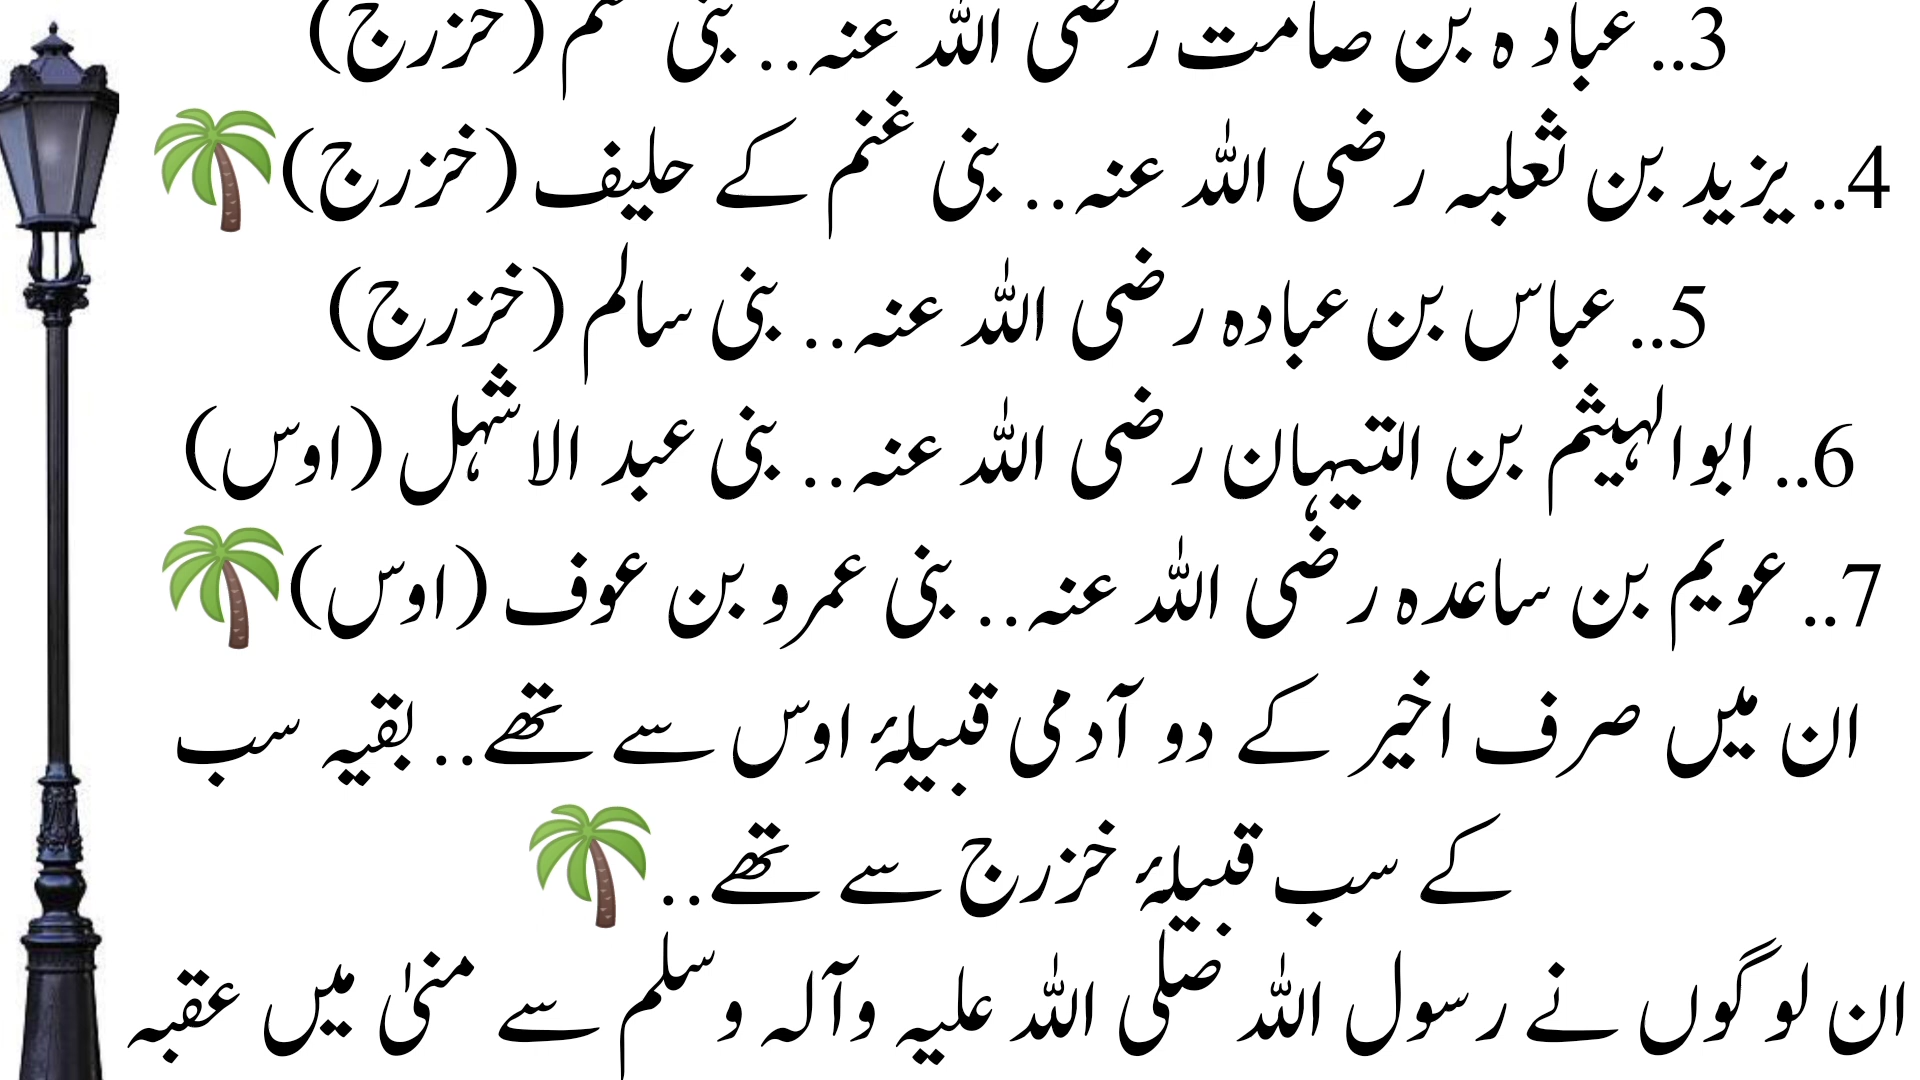 3.. عبادہ بن صامت رضی اللہ عنہ.. بنی غنم (خزرج)
4.. یزید بن ثعلبہ رضی اللہ عنہ.. بنی غنم کے حلیف (خزرج)🌴
5.. عباس بن عبادہ رضی اللہ عنہ.. بنی سالم (خزرج)
6.. ابوالہیثم بن التیہان رضی اللہ عنہ.. بنی عبد الاشہل (اوس)
7.. عویم بن ساعدہ رضی اللہ عنہ.. بنی عمرو بن عوف (اوس)🌴
ان میں صرف اخیر کے دو آدمی قبیلۂ اوس سے تھے.. بقیہ سب
کے سب قبیلۂ خزرج سے تھے..🌴
ان لوگوں نے رسول اللہ صلی اللہ علیہ وآلہ وسلم سے منیٰ میں عقبہ